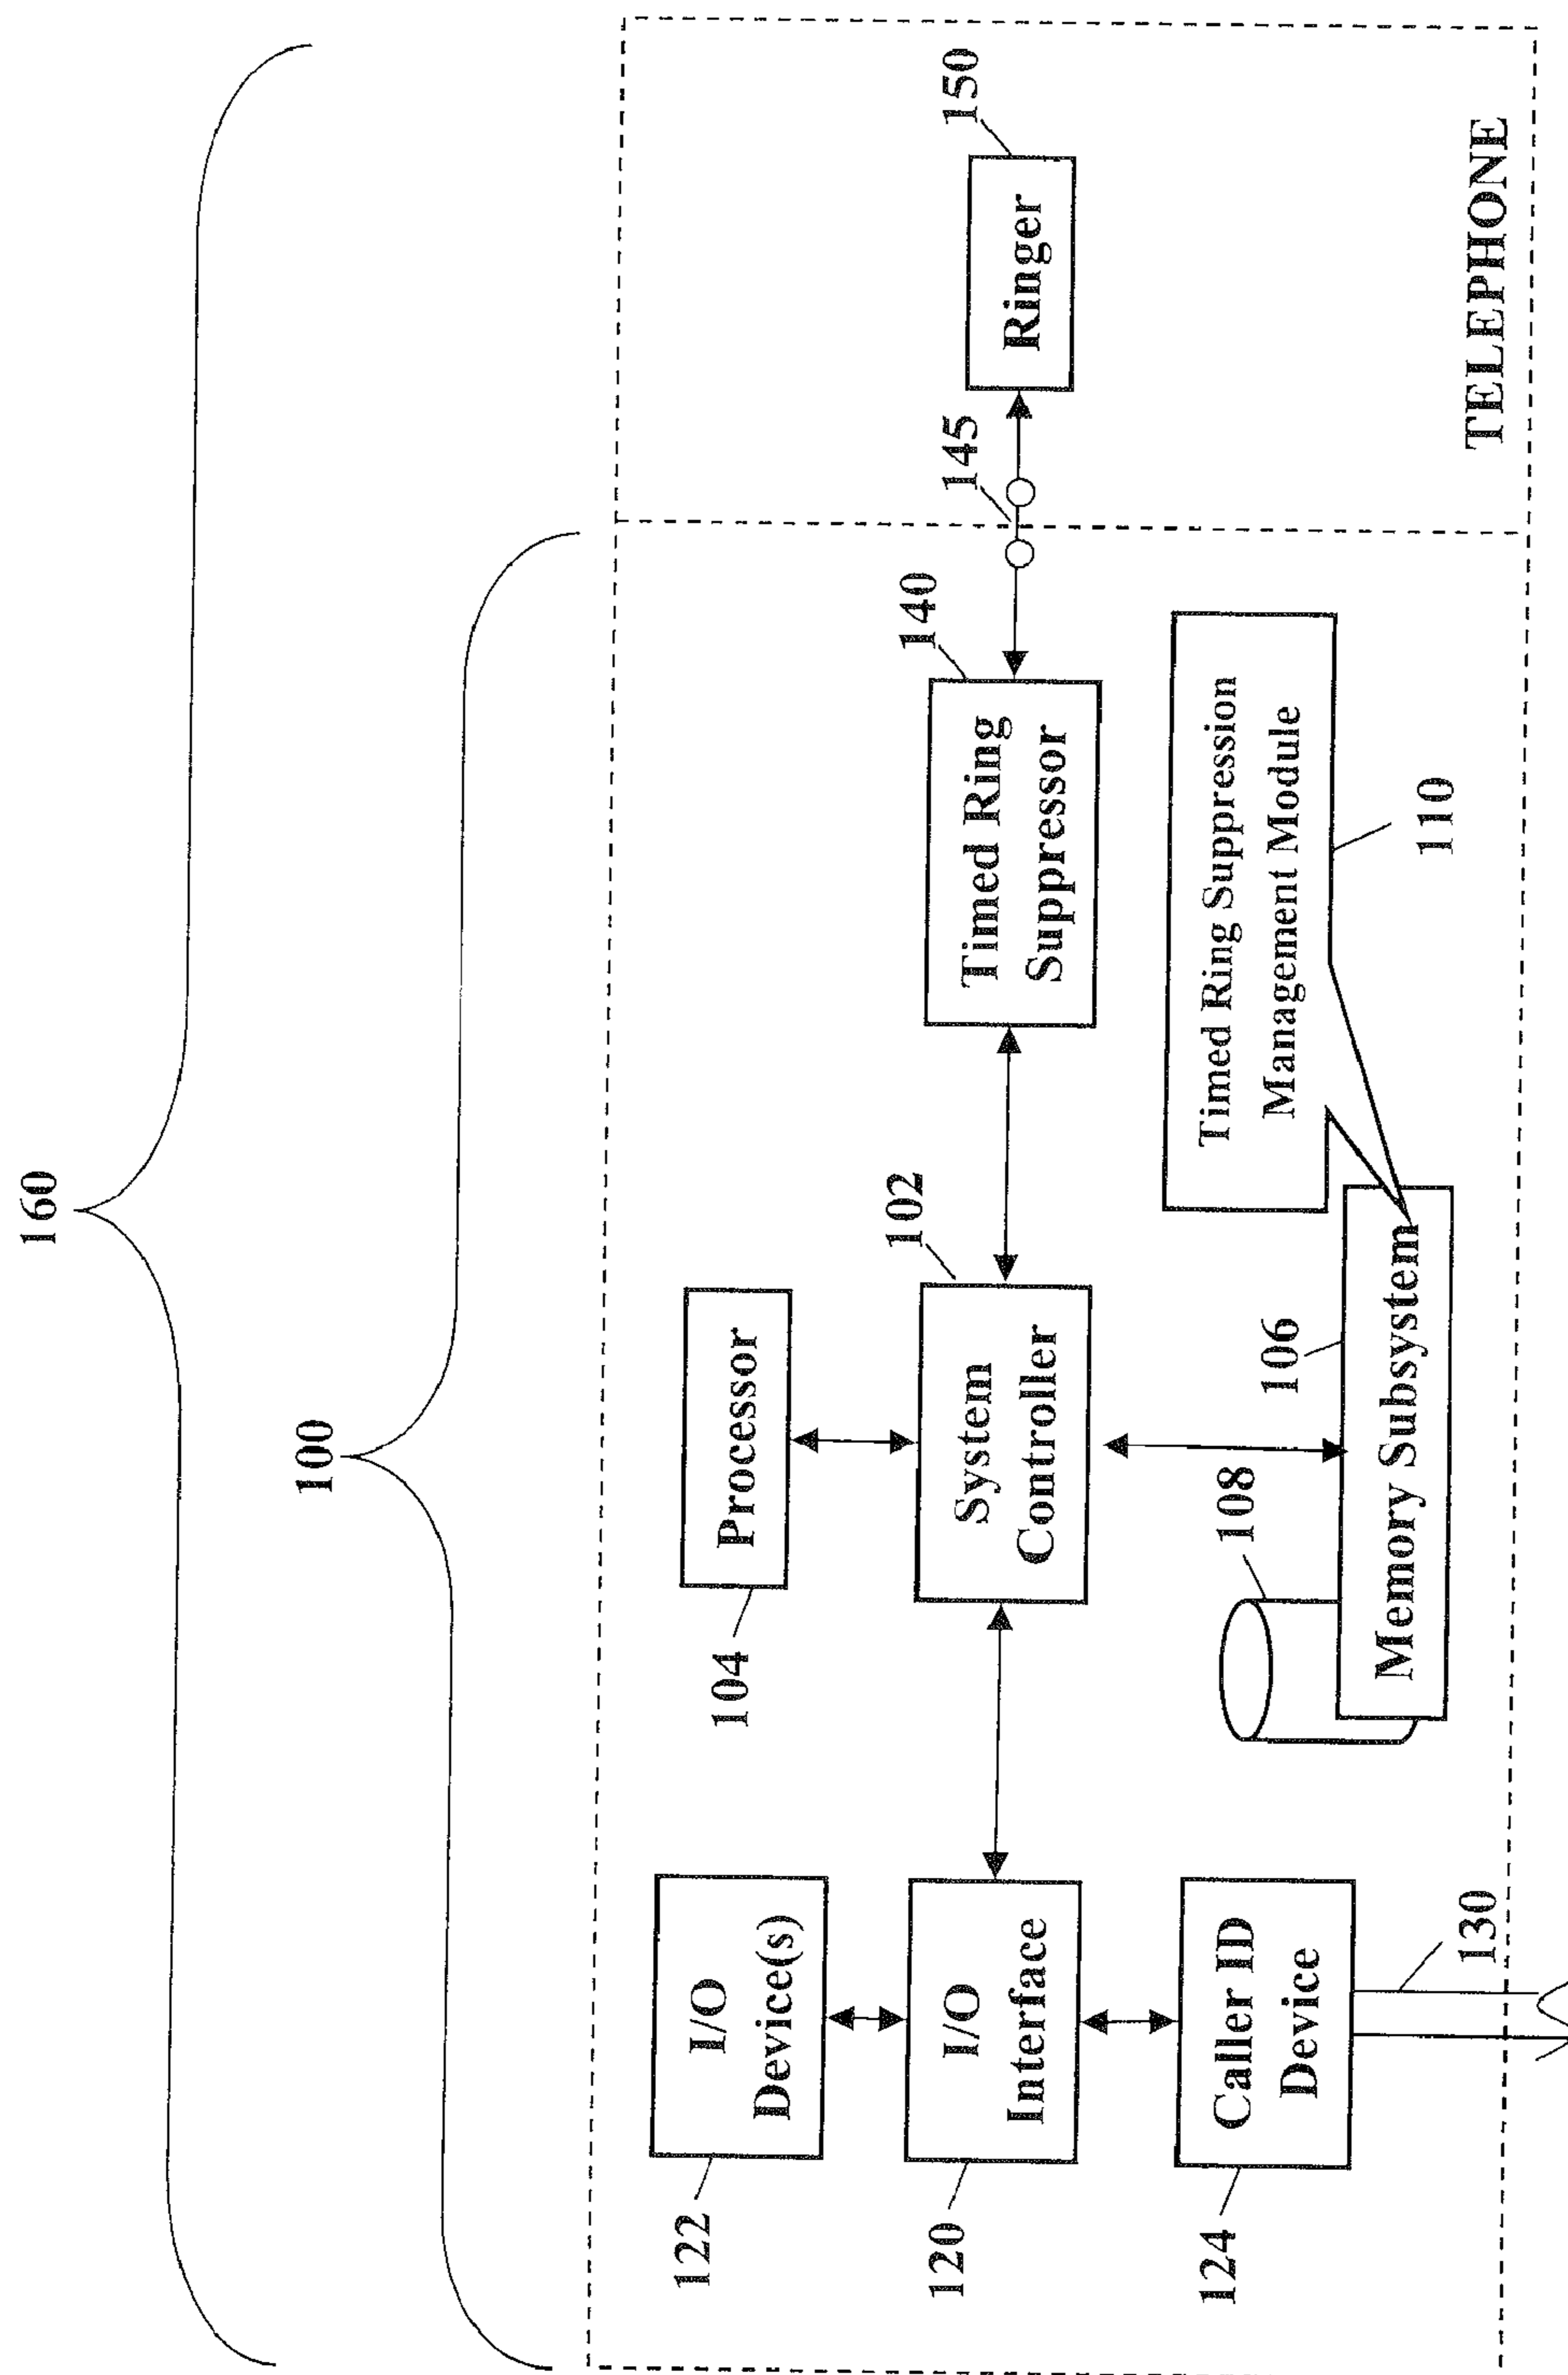 160
100
104
Processor
122
I/O
Device(s)
120
I/O
Interface
102
System
Controller
140
Timed Ring
Suppressor
145
150
Ringer
124
Caller ID
Device
130
108
106
Memory Subsystem
Timed Ring Suppression
Management Module
110
TELEPHONE